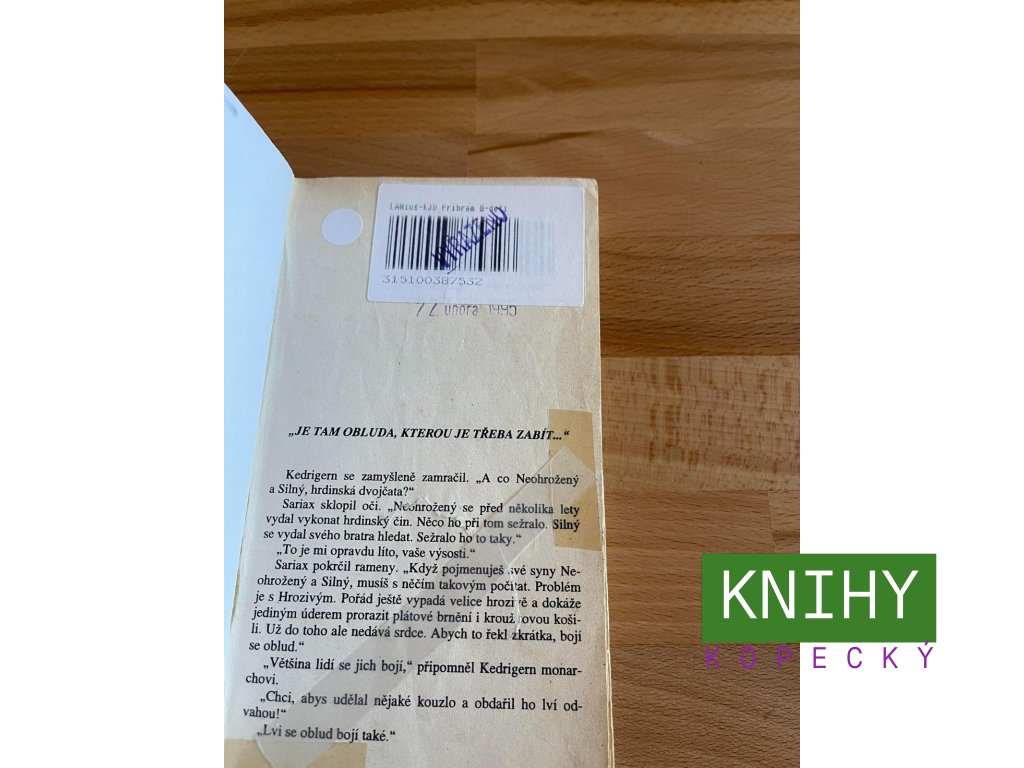 LANius-KJD Pribram B-deti
VYŘAZENO
315100387532
22. února 1995
„JE TAM OBLUDA, KTEROU JE TŘEBA ZABÍT...“
Kedrigern se zamyšleně zamračil. „A co Neohrožený
a Silný, hrdinská dvojčata?“
Sariax sklopil oči. „Neohrožený se před několika lety
vydal vykonat hrdinský čin. Něco ho při tom sežralo. Silný
se vydal svého bratra hledat. Sežralo ho to taky.“
„To je mi opravdu líto, vaše výsosti.“
Sariax pokrčil rameny. „Když pojmenuješ své syny Ne-
ohrožený a Silný, musíš s něčím takovým počítat. Problém
je s Hrozivým. Pořád ještě vypadá velice hrozivě a dokáže
jediným úderem prorazit plátové brnění i kroužkovou koši-
li. Už do toho ale nedává srdce. Abych to řekl zkrátka, bojí
se oblud.“
„Většina lidí se jich bojí,“ připomněl Kedrigern monar-
chovi.
„Chci, abys udělal nějaké kouzlo a obdařil ho lví od-
vahou!“
„Lvi se oblud bojí také.“
KNIHY
KOPECKÝ